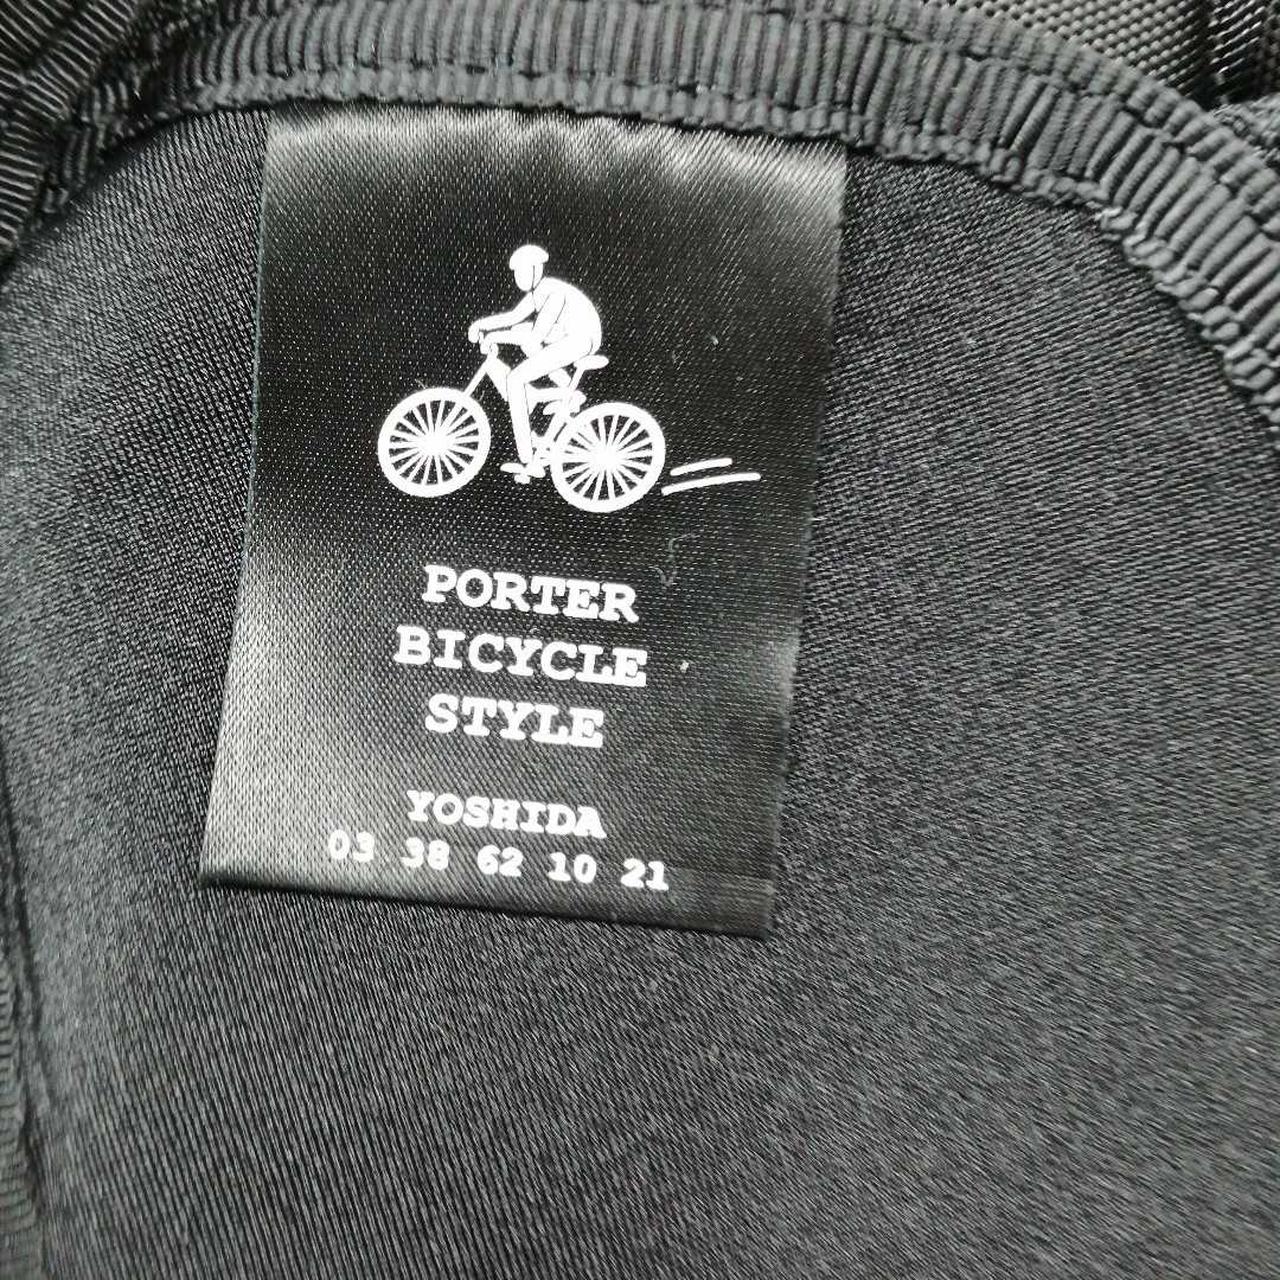 PORTER
BICYCLE
STYLE
YOSHIDA
03 38 62 10 21